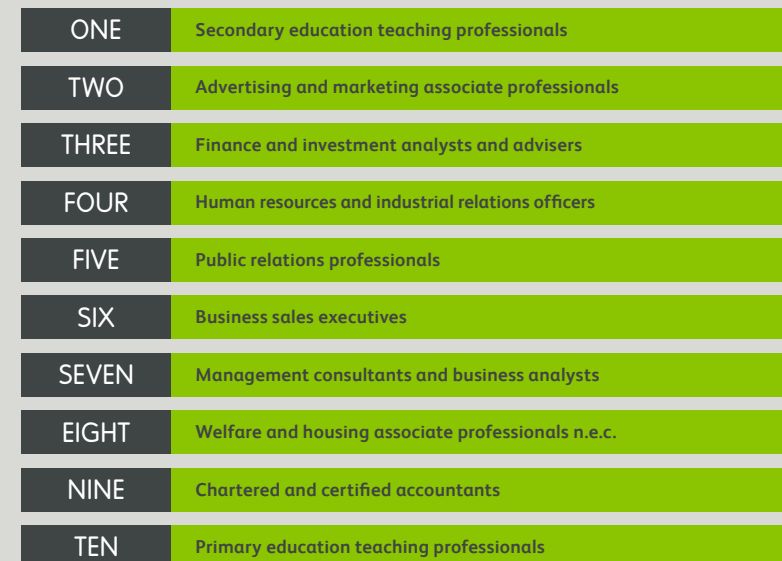 ONE Secondary education teaching professionals
TWO Advertising and marketing associate professionals
THREE Finance and investment analysts and advisers
FOUR Human resources and industrial relations officers
FIVE Public relations professionals
SIX Business sales executives
SEVEN Management consultants and business analysts
EIGHT Welfare and housing associate professionals n.e.c.
NINE Chartered and certified accountants
TEN Primary education teaching professionals